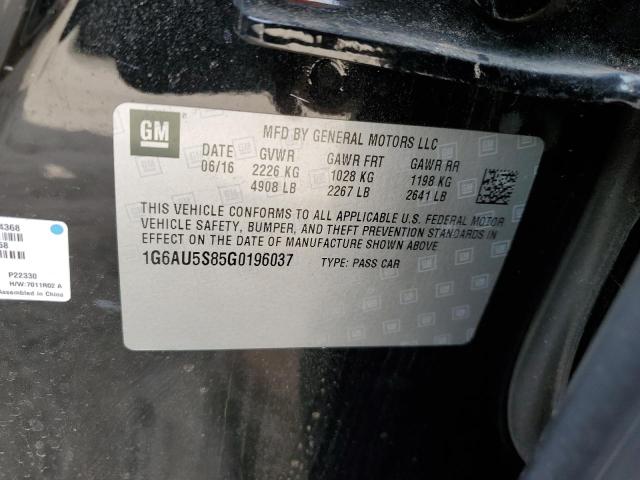 GM
MFD BY GENERAL MOTORS LLC
DATE GVWR GAWR FRT GAWR RR
06/16 2226 KG 1028 KG 1198 KG
4908 LB 2267 LB 2641 LB
THIS VEHICLE CONFORMS TO ALL APPLICABLE U.S. FEDERAL MOTOR
VEHICLE SAFETY, BUMPER, AND THEFT PREVENTION STANDARDS IN
EFFECT ON THE DATE OF MANUFACTURE SHOWN ABOVE
1G6AU5S85G0196037 TYPE: PASS CAR
4368
68
P22330
H/W:7011R02 A
Assembled in China